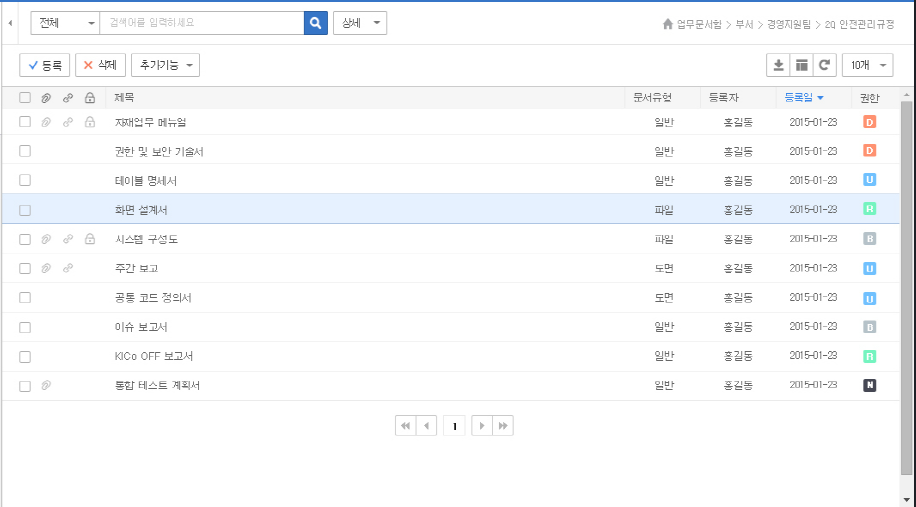 전체 검색어를 입력하세요 상세 업무문서함 > 부서 > 경영지원팀 > 2Q 안전관리규정
등록 삭제 추가기능 10개
제목 문서유형 등록자 등록일 권한
자재업무 메뉴얼 일반 홍길동 2015-01-23 D
권한 및 보안 기술서 일반 홍길동 2015-01-23 D
테이블 명세서 일반 홍길동 2015-01-23 U
화면 설계서 파일 홍길동 2015-01-23 R
시스템 구성도 파일 홍길동 2015-01-23 B
주간 보고 도면 홍길동 2015-01-23 U
공통 코드 정의서 도면 홍길동 2015-01-23 U
이슈 보고서 일반 홍길동 2015-01-23 B
KICo OFF 보고서 일반 홍길동 2015-01-23 R
통합 테스트 계획서 일반 홍길동 2015-01-23 N
1